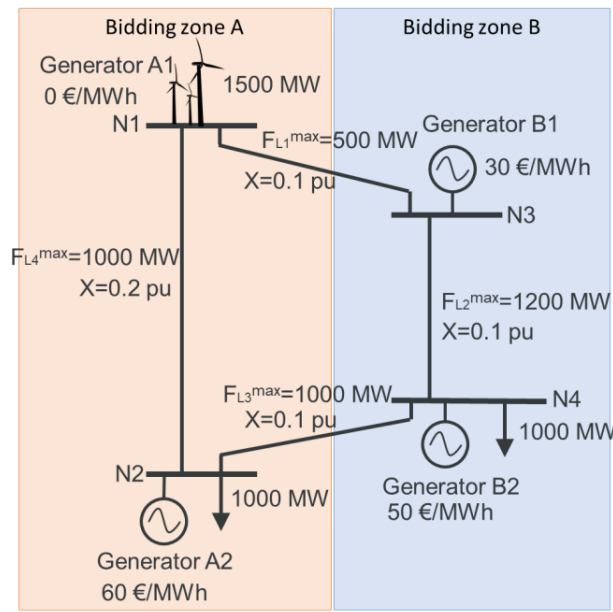 Bidding zone A
Bidding zone B
Generator A1
0 €/MWh
1500 MW
N1
FL1max=500 MW
X=0.1 pu
Generator B1
30 €/MWh
N3
FL4max=1000 MW
X=0.2 pu
FL2max=1200 MW
X=0.1 pu
FL3max=1000 MW
X=0.1 pu
N4
1000 MW
Generator B2
50 €/MWh
N2
1000 MW
Generator A2
60 €/MWh